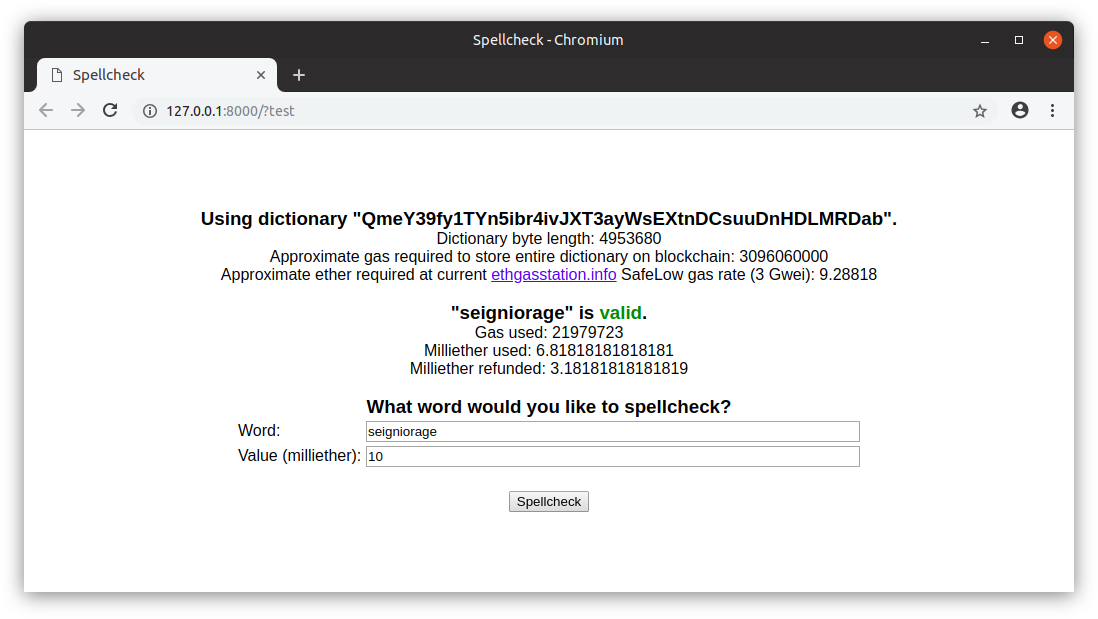 Spellcheck - Chromium
Spellcheck
127.0.0.1:8000/?test
Using dictionary "QmeY39fy1TYn5ibr4ivJXT3ayWsEXtnDCsuuDnHDLMRDab".
Dictionary byte length: 4953680
Approximate gas required to store entire dictionary on blockchain: 3096060000
Approximate ether required at current ethgasstation.info SafeLow gas rate (3 Gwei): 9.28818
"seigniorage" is valid.
Gas used: 21979723
Milliether used: 6.81818181818181
Milliether refunded: 3.18181818181819
What word would you like to spellcheck?
Word: seigniorage
Value (milliether): 10
Spellcheck